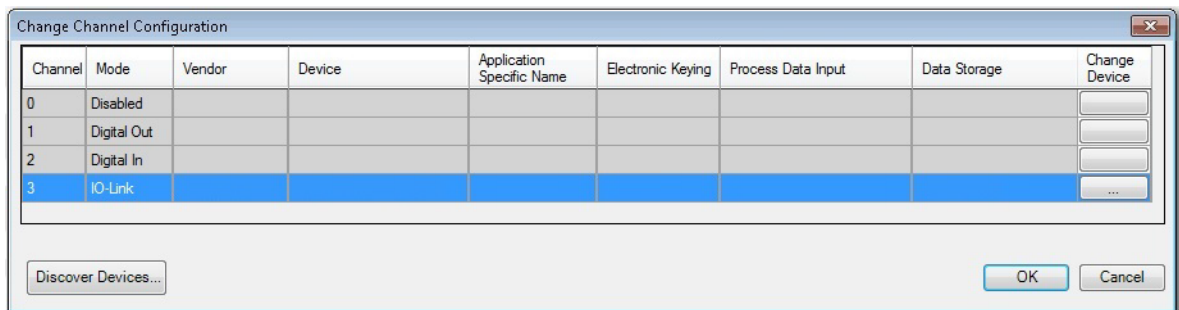 Change Channel Configuration
Channel Mode Vendor Device Application Specific Name Electronic Keying Process Data Input Data Storage Change Device
0 Disabled
1 Digital Out
2 Digital In
3 IO-Link ...
Discover Devices... OK Cancel